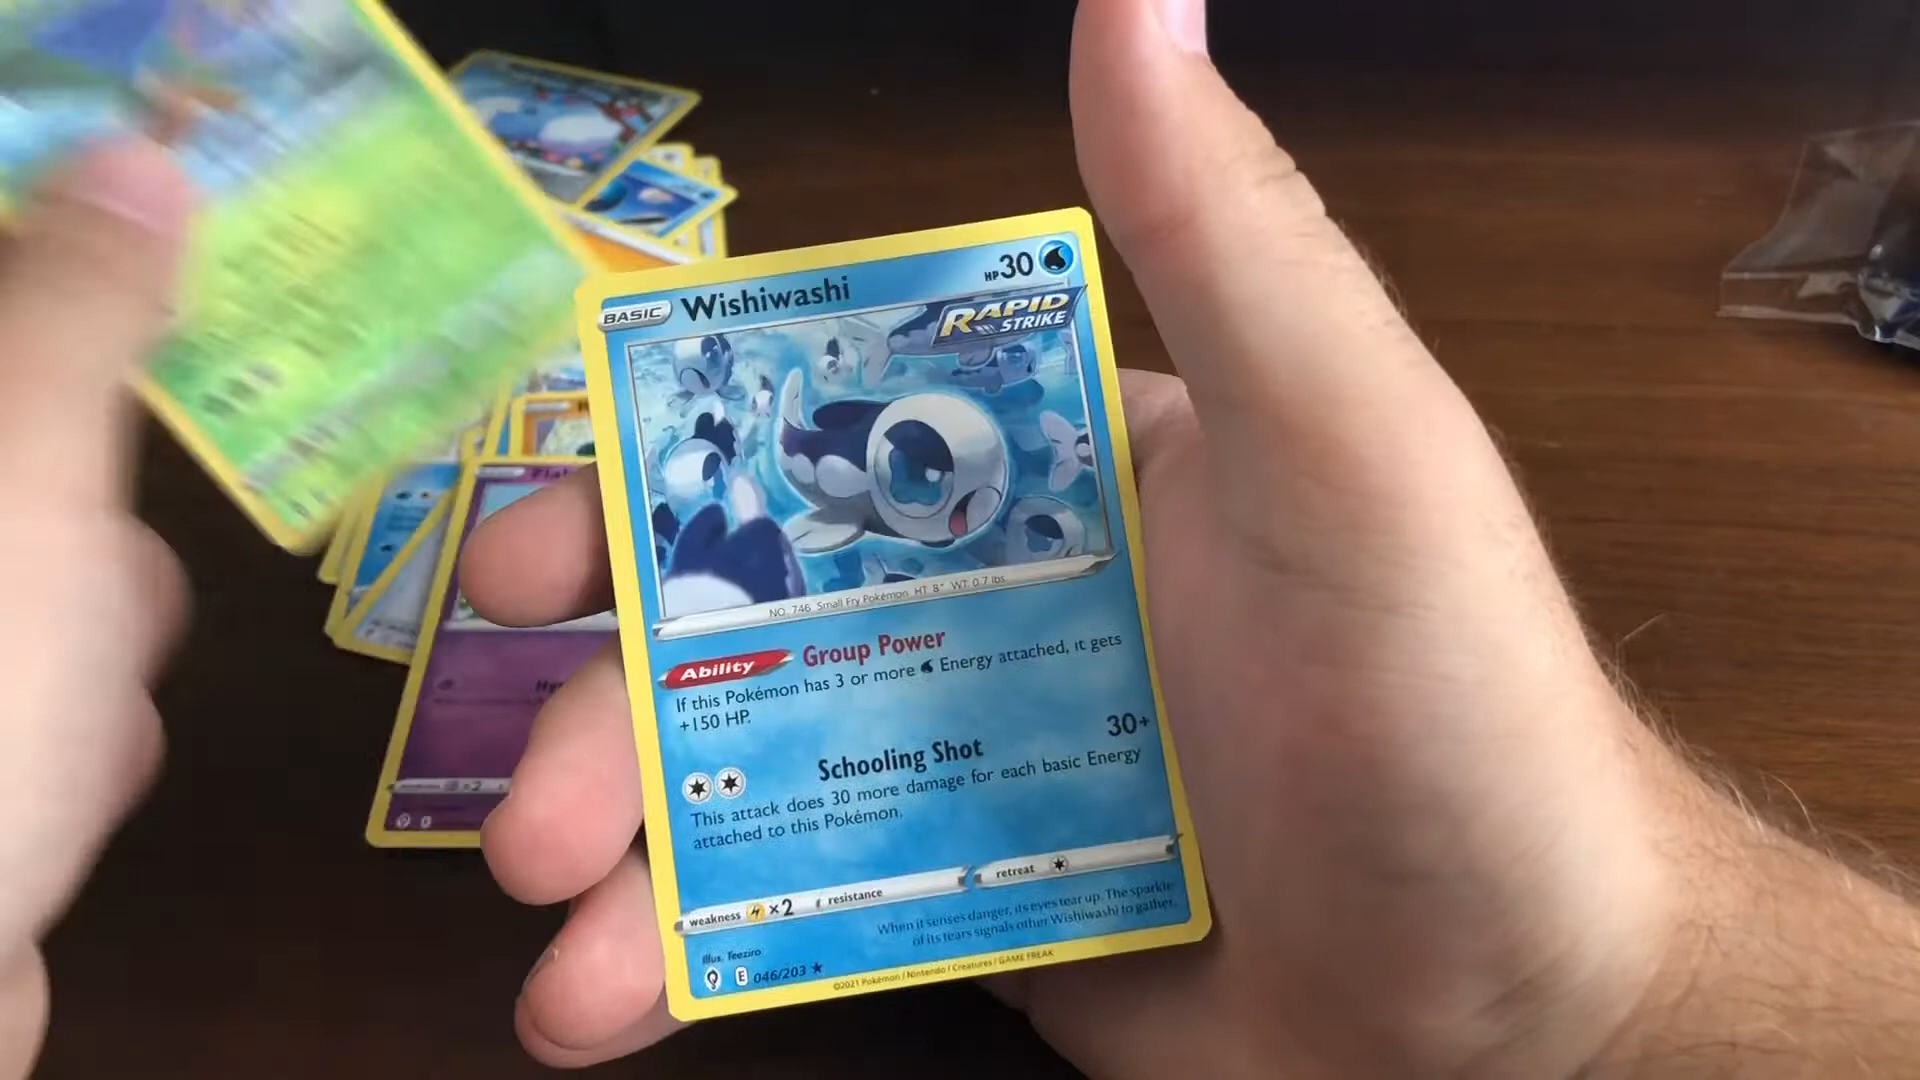 BASIC Wishiwashi HP 30
RAPID
STRIKE
NO. 746 Small Fry Pokémon HT 8" WT 0.7 lbs
Ability Group Power
If this Pokémon has 3 or more Energy attached, it gets
+150 HP.
Schooling Shot 30+
This attack does 30 more damage for each basic Energy
attached to this Pokémon.
weakness ×2 resistance retreat
When it senses danger, its eyes tear up. The sparkle
of its tears signals other Wishiwashi to gather.
Illus. Teeziro
E 046/203 ★
©2021 Pokémon / Nintendo / Creatures / GAME FREAK
×2